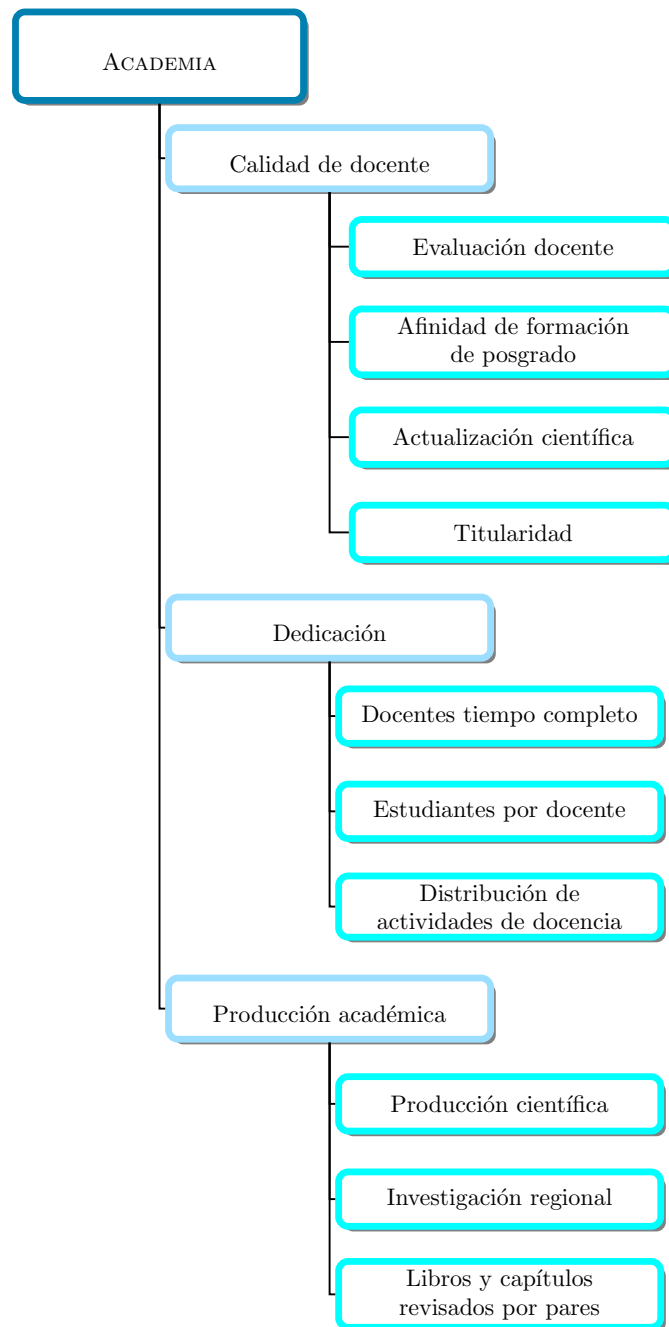 ACADEMIA
Calidad de docente
Evaluación docente
Afinidad de formación
de posgrado
Actualización científica
Titularidad
Dedicación
Docentes tiempo completo
Estudiantes por docente
Distribución de
actividades de docencia
Producción académica
Producción científica
Investigación regional
Libros y capítulos
revisados por pares